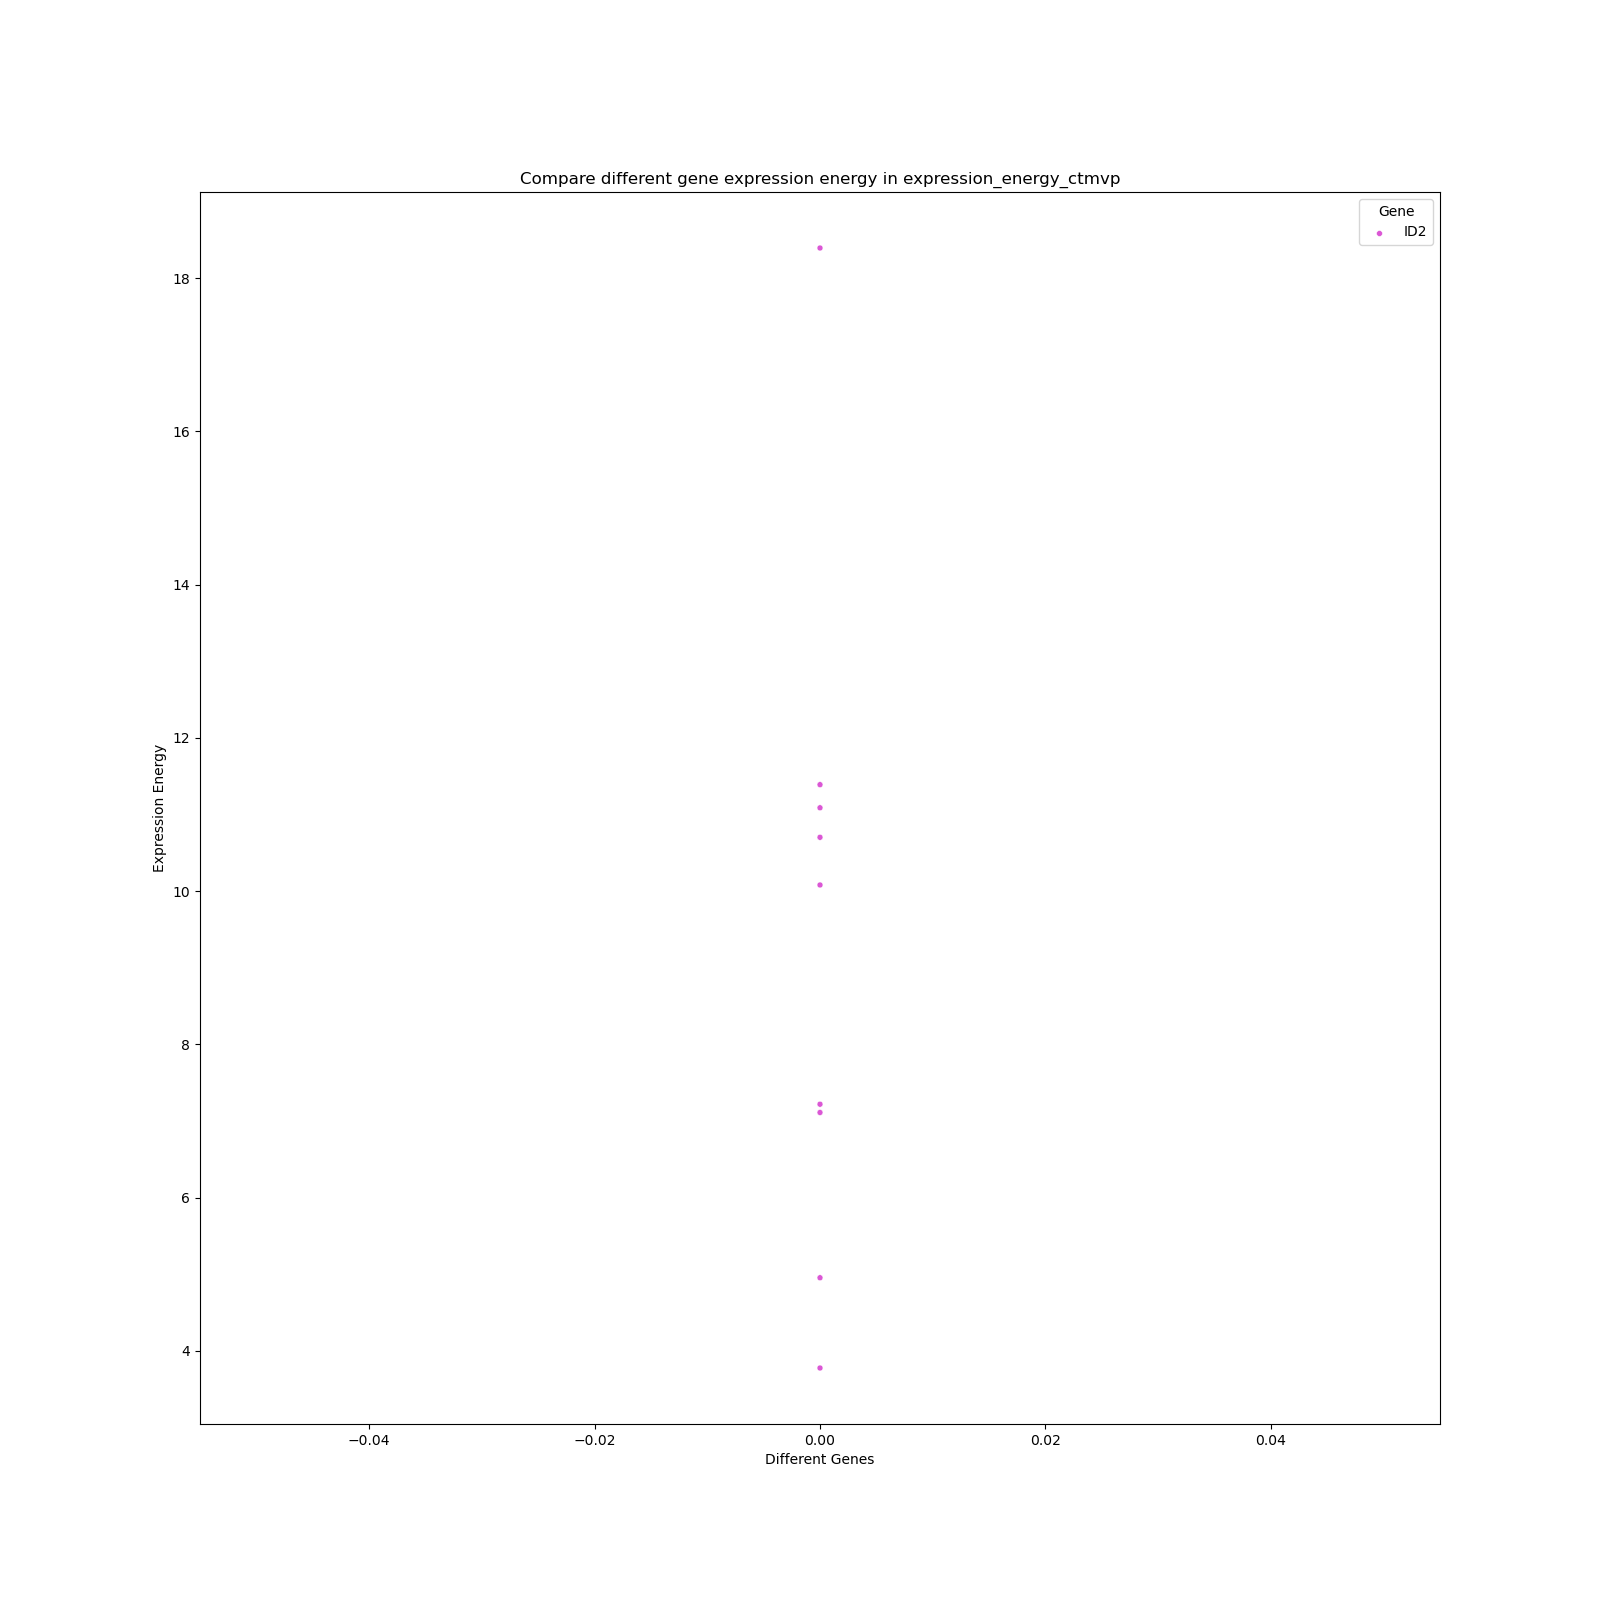 Compare different gene expression energy in expression_energy_ctmvp
Gene
ID2
18
16
14
12
10
8
6
4
Expression Energy
−0.04
−0.02
0.00
0.02
0.04
Different Genes